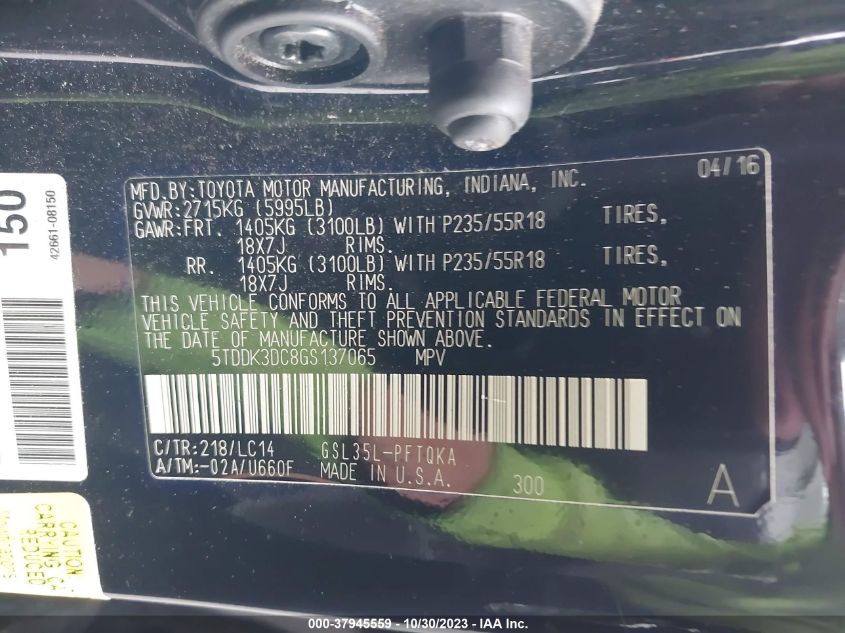 MFD.BY:TOYOTA MOTOR MANUFACTURING, INDIANA, INC. 04/16
GVWR:2715KG (5995LB)
GAWR:FRT. 1405KG (3100LB) WITH P235/55R18 TIRES,
18X7J RIMS.
RR. 1405KG (3100LB) WITH P235/55R18 TIRES,
18X7J RIMS.
THIS VEHICLE CONFORMS TO ALL APPLICABLE FEDERAL MOTOR
VEHICLE SAFETY AND THEFT PREVENTION STANDARDS IN EFFECT ON
THE DATE OF MANUFACTURE SHOWN ABOVE.
5TDDK3DC8GS137065 MPV
C/TR:218/LC14 GSL35L-PFTQKA
A/TM:-02A/U660F MADE IN U.S.A. 300 A
150
42661-08150
CAUTION
CARRYING CA
REDUCED
000-37945559 - 10/30/2023 - IAA Inc.